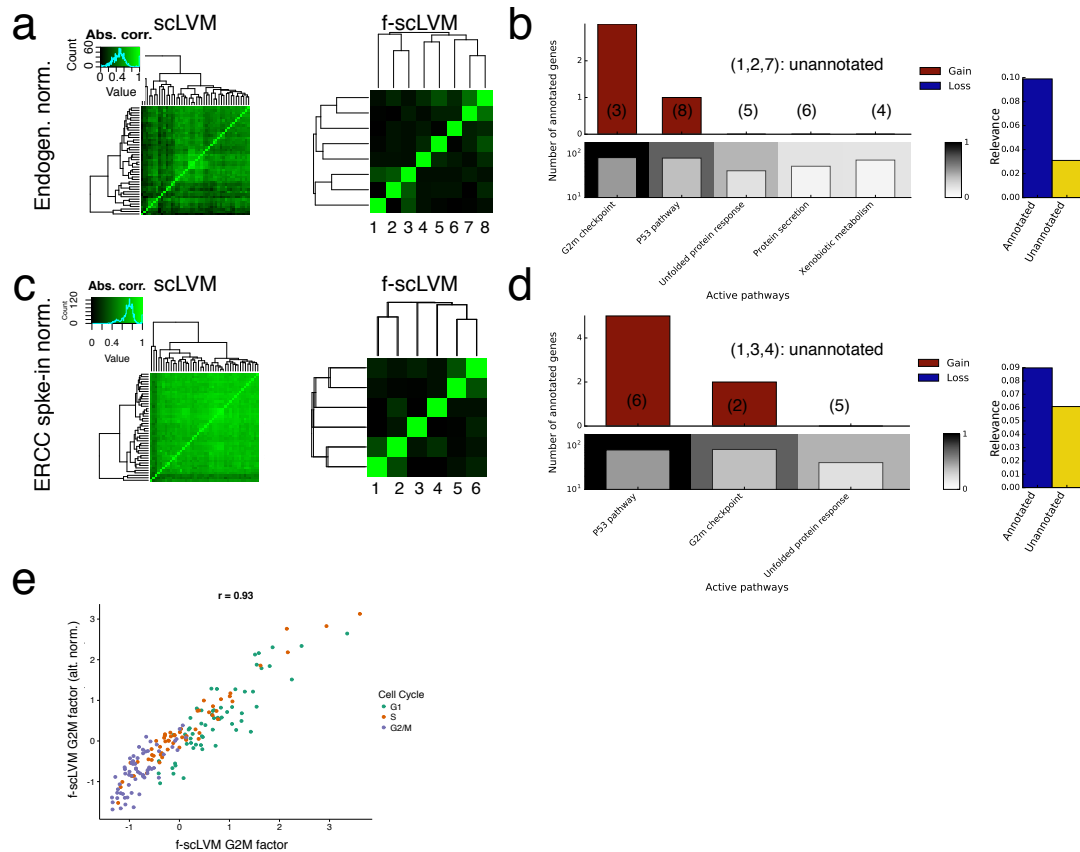 a
scLVM
f-scLVM
Endogen. norm.
Abs. corr.
Count
0 60
0 0.4 1
Value
1 2 3 4 5 6 7 8
b
Number of annotated genes
2
1
0
(3)
(8)
(5)
(6)
(4)
(1,2,7): unannotated
10²
10¹
G2m checkpoint
P53 pathway
Unfolded protein response
Protein secretion
Xenobiotic metabolism
Active pathways
Gain
Loss
1
0
Relevance
0.10
0.08
0.06
0.04
0.02
0.00
Annotated
Unannotated
c
scLVM
f-scLVM
ERCC spke-in norm.
Abs. corr.
Count
0 60 120
0 0.4 1
Value
1 2 3 4 5 6
d
Number of annotated genes
4
2
0
(6)
(2)
(5)
(1,3,4): unannotated
10²
10¹
P53 pathway
G2m checkpoint
Unfolded protein response
Active pathways
Gain
Loss
1
0
Relevance
0.09
0.08
0.07
0.06
0.05
0.04
0.03
0.02
0.01
0.00
Annotated
Unannotated
e
r = 0.93
f-scLVM G2M factor (alt. norm.)
3
2
1
0
-1
-1 0 1 2 3
f-scLVM G2M factor
Cell Cycle
G1
S
G2/M